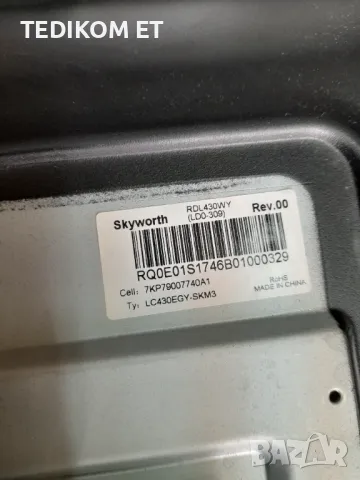 TEDIKOM ET
Skyworth RDL430WY Rev.00
(LD0-309)
RQ0E01S1746B01000329
Cell: 7KP79007740A1 RoHS
Ty: LC430EGY-SKM3 MADE IN CHINA
BAZAR